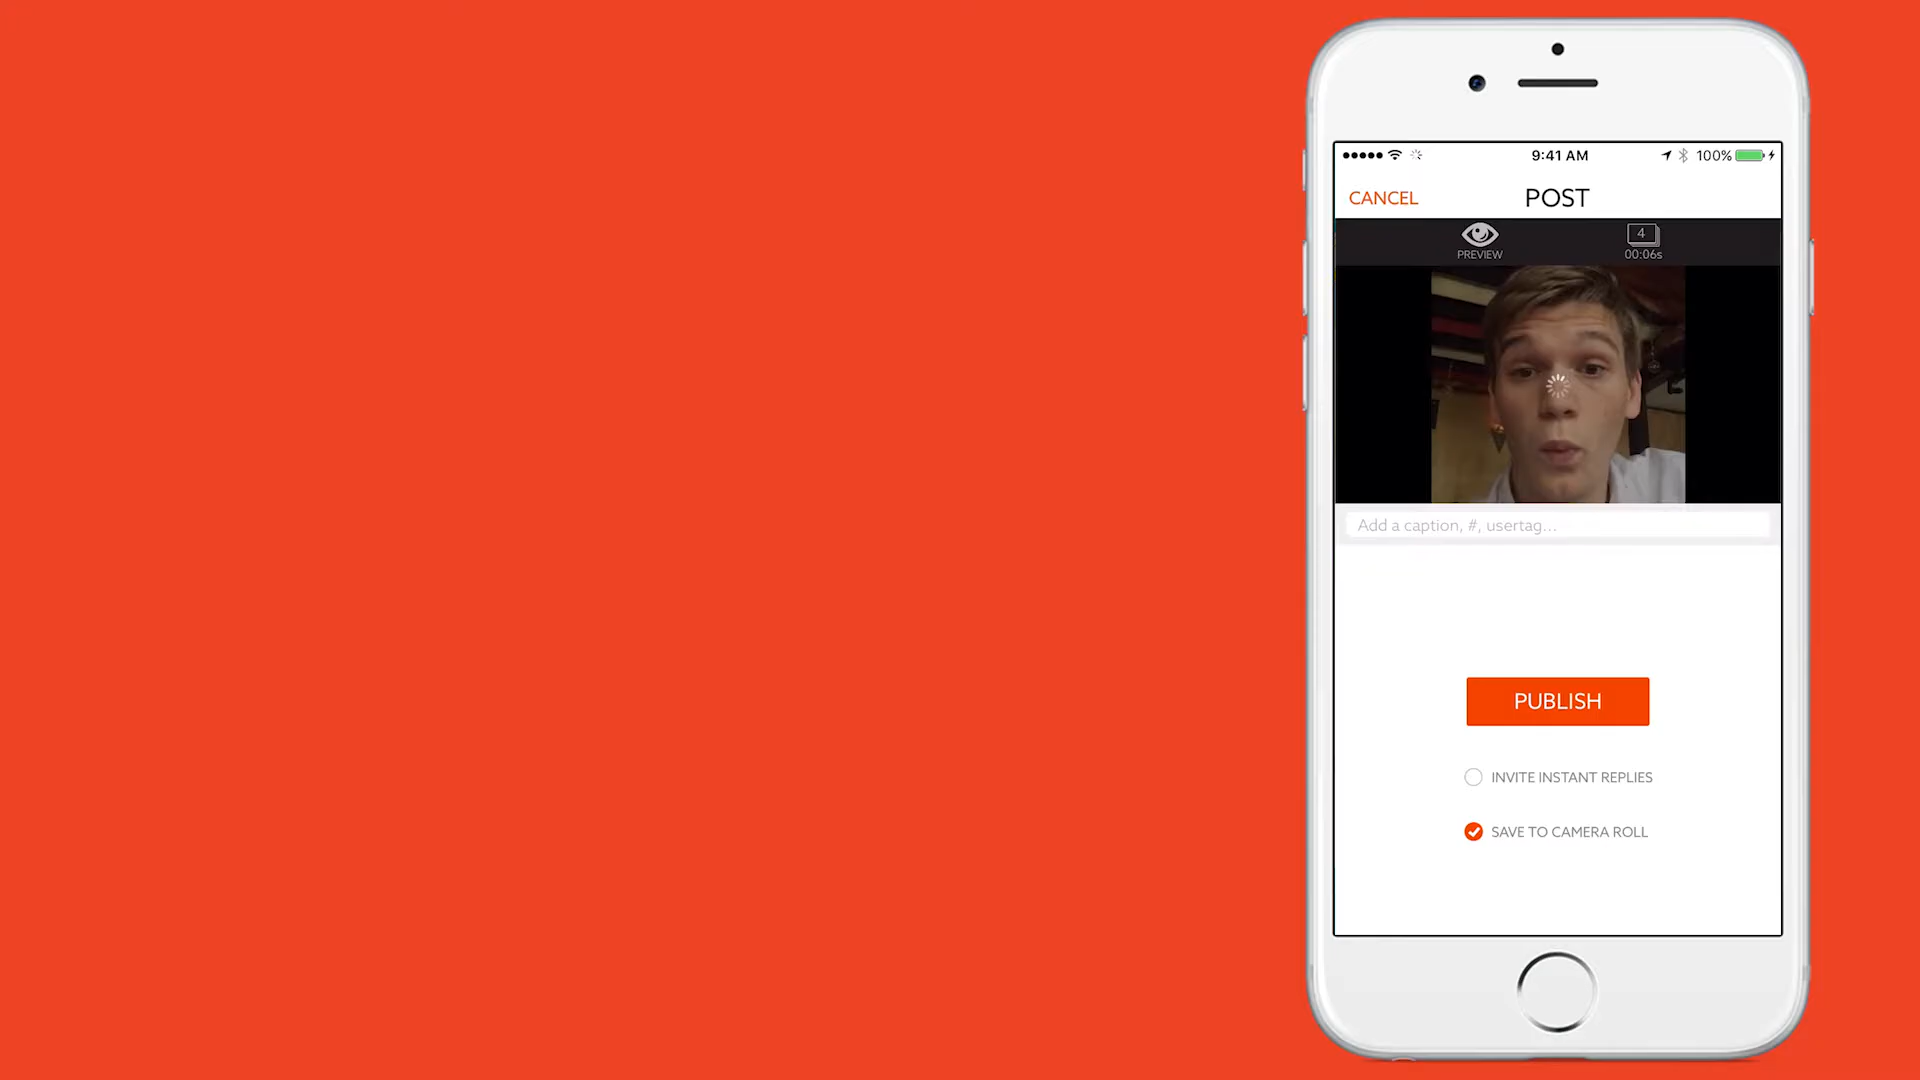 9:41 AM
100%
CANCEL
POST
4
PREVIEW
00:06s
Add a caption, #, usertag...
PUBLISH
INVITE INSTANT REPLIES
SAVE TO CAMERA ROLL